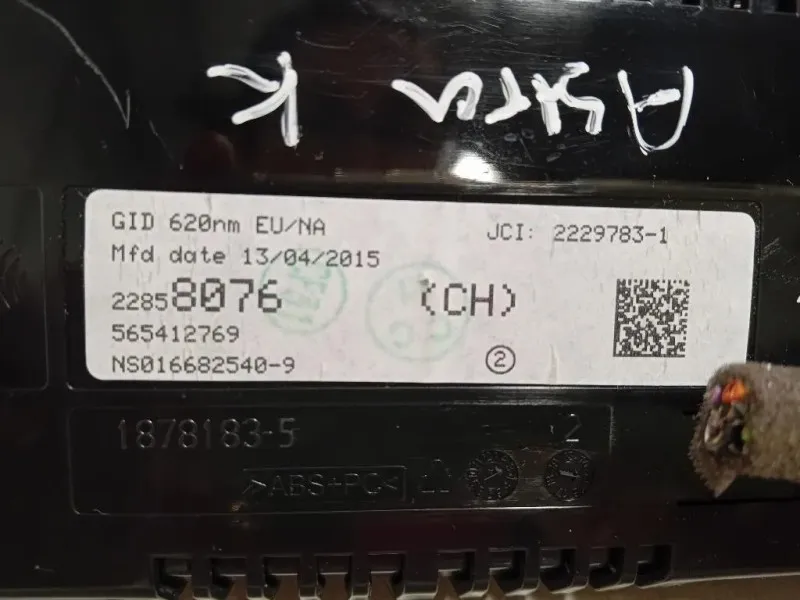 Astra K
GID 620nm EU/NA
JCI: 2229783-1
Mfd date 13/04/2015
22858076 (CH)
565412769
NS016682540-9
2
1878183-5
2
>ABS+PC<